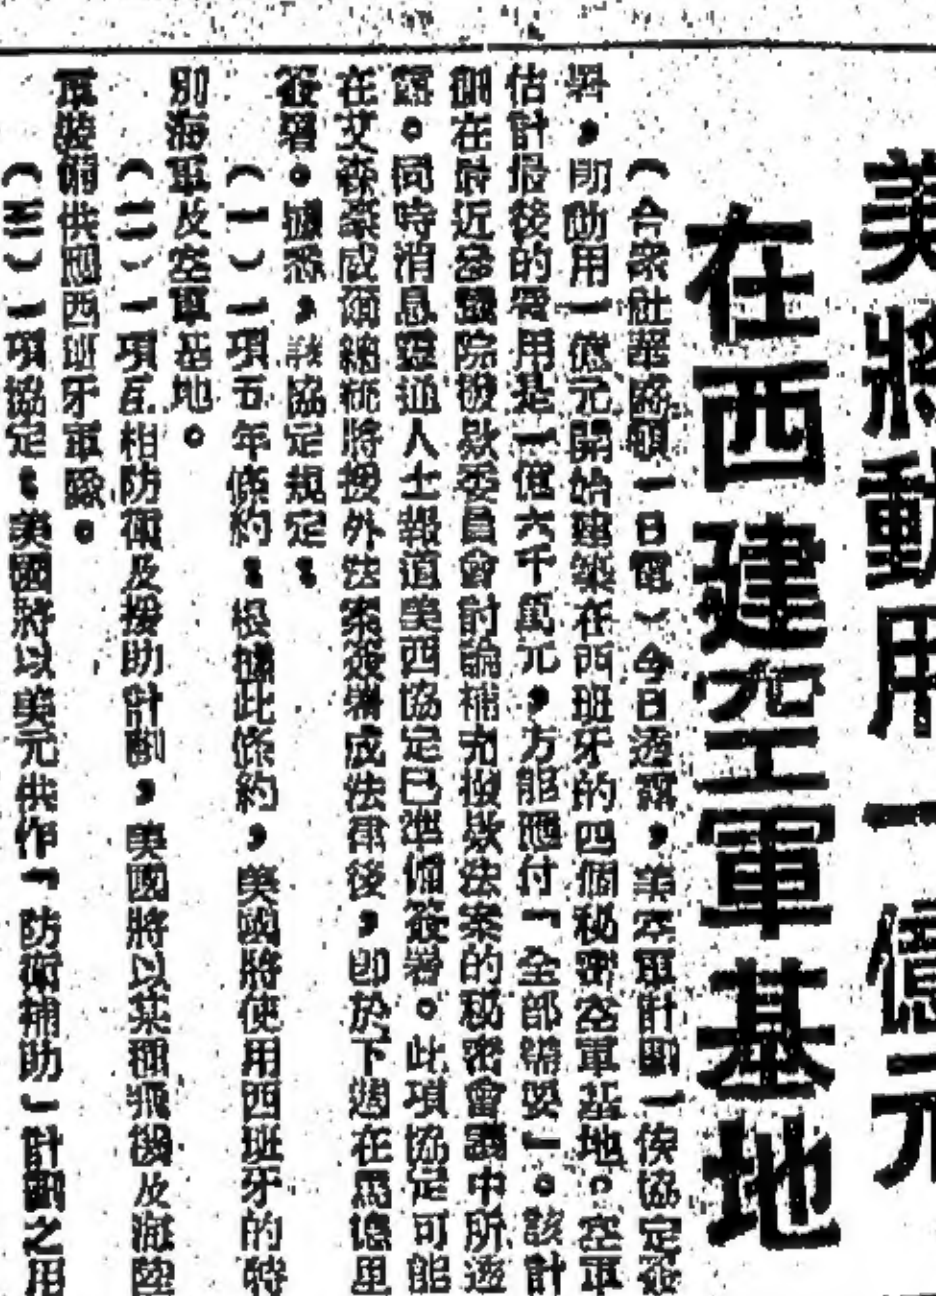 美將動用一億元
在西建空軍基地
(合衆社華盛頓一日電)今日透露,美空軍計劃一俟協定簽
署,即動用一億元開始建築在西班牙的四個秘密空軍基地。空軍
估計最後的費用是一億六千萬元,方能應付「全部需要」。該計
劃在最近參議院撥款委員會討論補充撥款法案的秘密會議中所透
露。同時消息靈通人士報道美西協定已準備簽署。此項協定可能
在艾森豪威爾總統將援外法案簽署成法律後,即於下週在馬德里
簽署。據悉,該協定規定:
(一)一項五年條約:根據此條約,美國將使用西班牙的特
別海軍及空軍基地。
(二)一項互相防衛及援助計劃,美國將以某種飛機及海陸
軍裝備供應西班牙軍隊。
(三)一項協定:美國將以美元供作「防衛補助」計劃之用